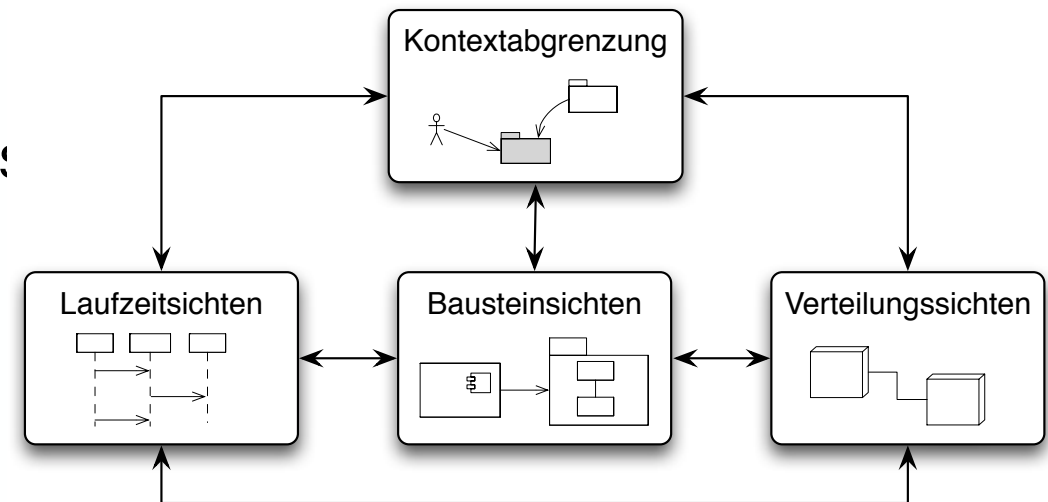 Kontextabgrenzung
Laufzeitsichten
Bausteinsichten
Verteilungssichten